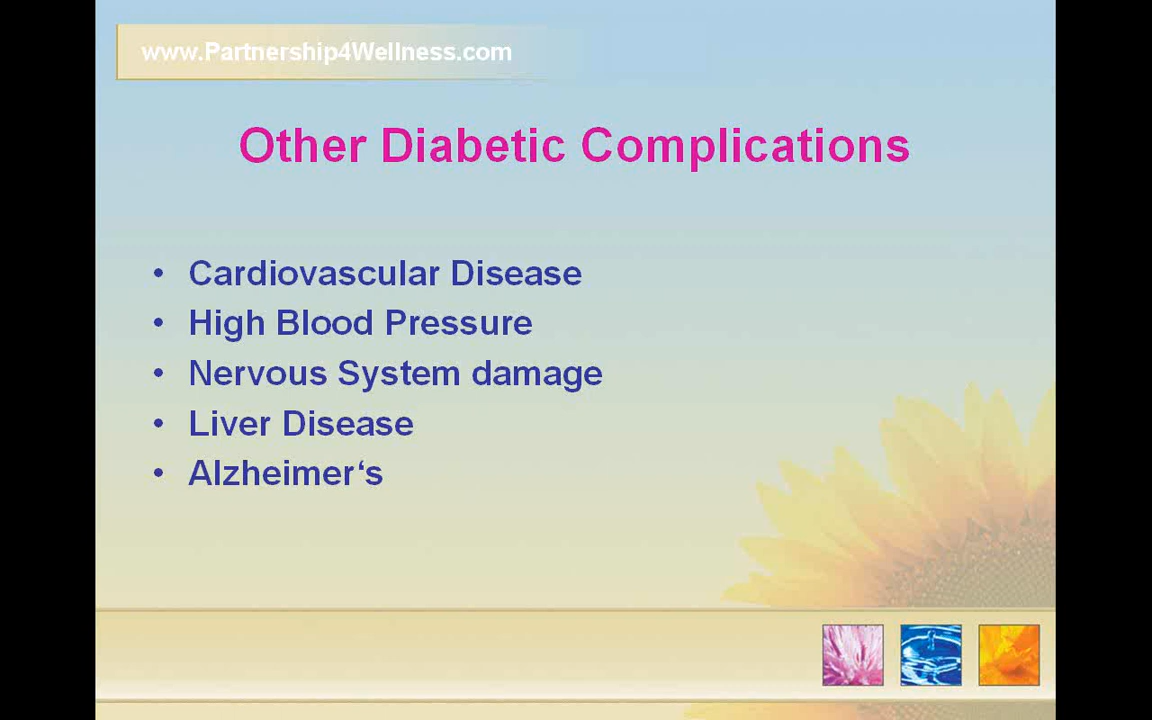 www.Partnership4Wellness.com
Other Diabetic Complications
• Cardiovascular Disease
• High Blood Pressure
• Nervous System damage
• Liver Disease
• Alzheimer‘s